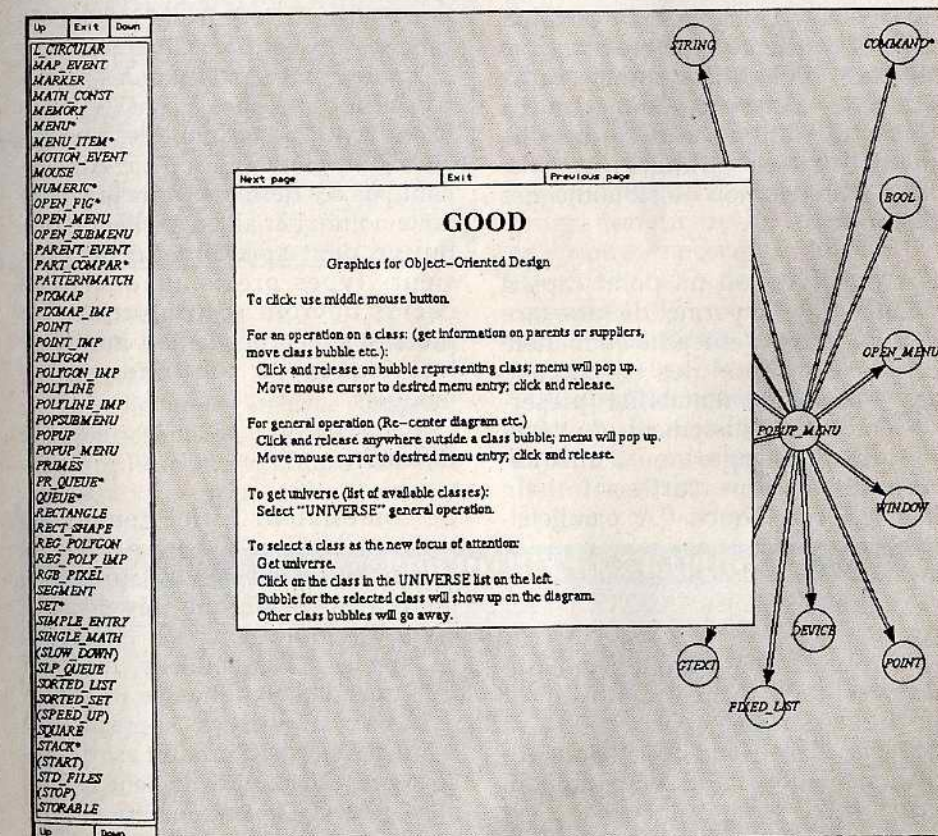 Up Exit Down
L_CIRCULAR
MAP_EVENT
MARKER
MATH_CONST
MEMORY
MENU*
MENU_ITEM*
MOTION_EVENT
MOUSE
NUMERIC*
OPEN_FIG*
OPEN_MENU
OPEN_SUBMENU
PARENT_EVENT
PART_COMPAR*
PATTERNMATCH
PIXMAP
PIXMAP_IMP
POINT
POINT_IMP
POLYGON
POLYGON_IMP
POLYLINE
POLYLINE_IMP
POPSUBMENU
POPUP
POPUP_MENU
PRIMES
PR_QUEUE*
QUEUE*
RECTANGLE
RECT_SHAPE
REG_POLYGON
REG_POLY_IMP
RGB_PIXEL
SEGMENT
SET*
SIMPLE_ENTRY
SINGLE_MATH
(SLOW_DOWN)
SLP_QUEUE
SORTED_LIST
SORTED_SET
(SPEED_UP)
SQUARE
STACK*
(START)
STD_FILES
(STOP)
STORABLE
Up Down
Next page Exit Previous page
GOOD
Graphics for Object-Oriented Design
To click: use middle mouse button.
For an operation on a class: (get information on parents or suppliers,
move class bubble etc.):
Click and release on bubble representing class; menu will pop up.
Move mouse cursor to desired menu entry; click and release.
For general operation (Re-center diagram etc.)
Click and release anywhere outside a class bubble; menu will pop up.
Move mouse cursor to desired menu entry; click and release.
To get universe (list of available classes):
Select "UNIVERSE" general operation.
To select a class as the new focus of attention:
Get universe.
Click on the class in the UNIVERSE list on the left.
Bubble for the selected class will show up on the diagram.
Other class bubbles will go away.
STRING
COMMAND*
BOOL
OPEN_MENU
POPUP_MENU
WINDOW
DEVICE
POINT
GTEXT
FIXED_LIST